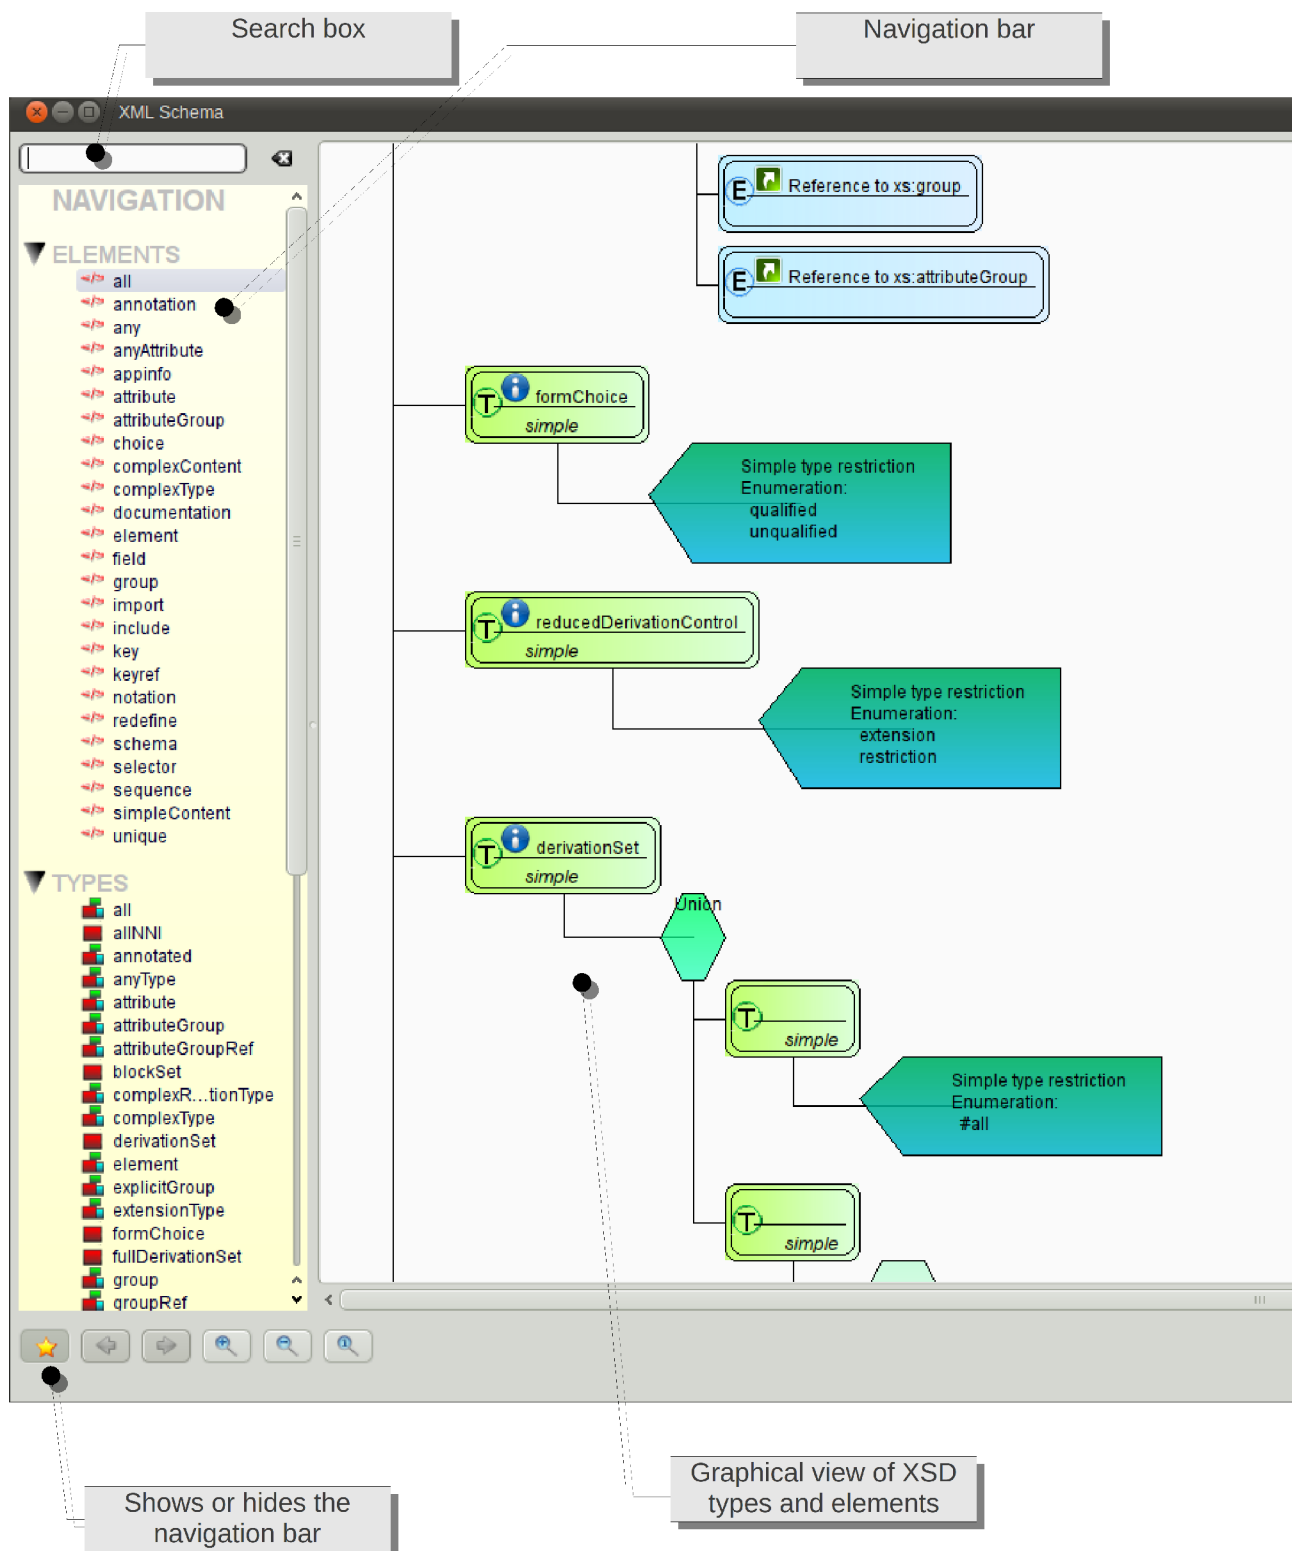 Search box
Navigation bar
XML Schema
NAVIGATION
ELEMENTS
all
annotation
any
anyAttribute
appinfo
attribute
attributeGroup
choice
complexContent
complexType
documentation
element
field
group
import
include
key
keyref
notation
redefine
schema
selector
sequence
simpleContent
unique
TYPES
all
allNNI
annotated
anyType
attribute
attributeGroup
attributeGroupRef
blockSet
complexR...tionType
complexType
derivationSet
element
explicitGroup
extensionType
formChoice
fullDerivationSet
group
groupRef
E Reference to xs:group
E Reference to xs:attributeGroup
T i formChoice
simple
Simple type restriction
Enumeration:
qualified
unqualified
T i reducedDerivationControl
simple
Simple type restriction
Enumeration:
extension
restriction
T i derivationSet
simple
Union
T
simple
Simple type restriction
Enumeration:
#all
T
simple
Graphical view of XSD
types and elements
Shows or hides the
navigation bar